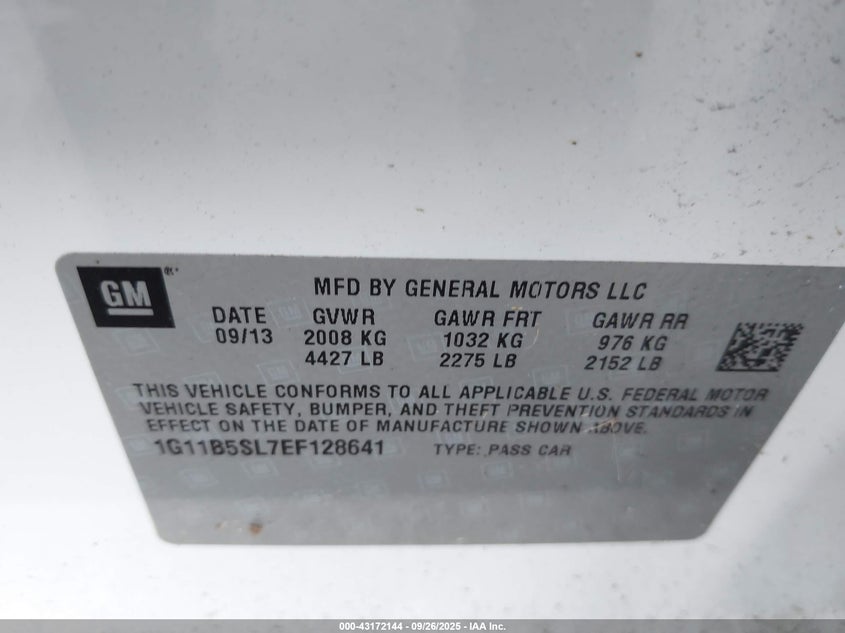 GM
MFD BY GENERAL MOTORS LLC
DATE GVWR GAWR FRT GAWR RR
09/13 2008 KG 1032 KG 976 KG
4427 LB 2275 LB 2152 LB
THIS VEHICLE CONFORMS TO ALL APPLICABLE U.S. FEDERAL MOTOR
VEHICLE SAFETY, BUMPER, AND THEFT PREVENTION STANDARDS IN
EFFECT ON THE DATE OF MANUFACTURE SHOWN ABOVE.
1G11B5SL7EF128641 TYPE: PASS CAR
000-43172144 - 09/26/2025 - IAA Inc.